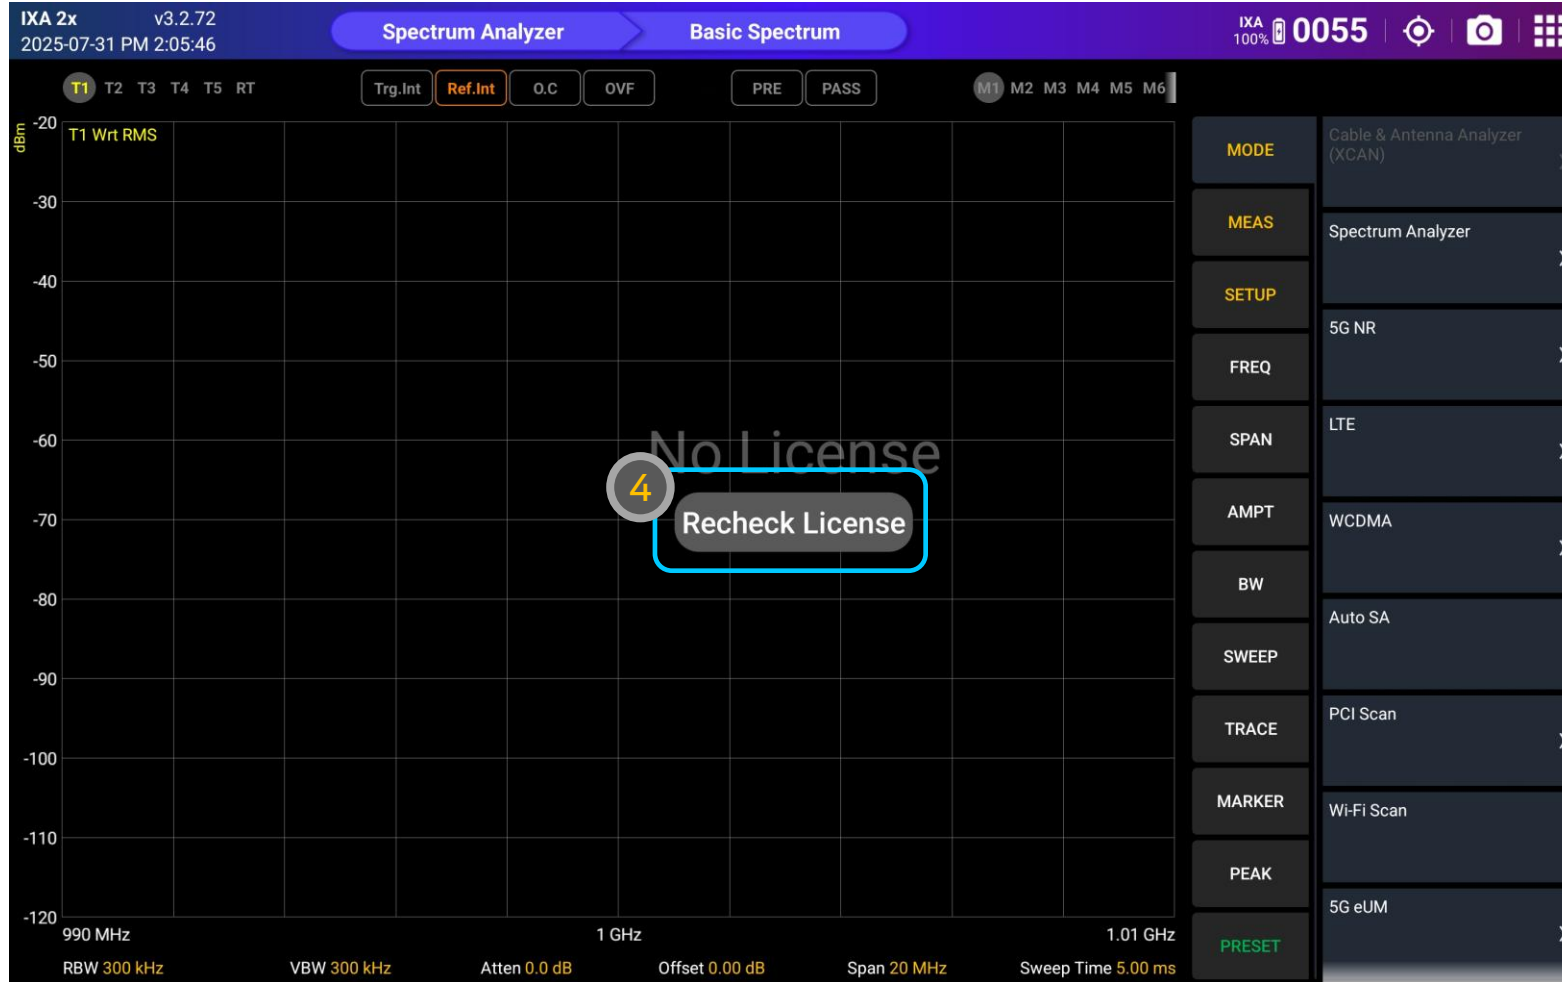 IXA 2x v3.2.72
2025-07-31 PM 2:05:46
Spectrum Analyzer
Basic Spectrum
IXA
100%
0055
T1 T2 T3 T4 T5 RT
Trg.Int
Ref.Int
O.C
OVF
PRE
PASS
M1 M2 M3 M4 M5 M6
dBm
T1 Wrt RMS
-20
-30
-40
-50
-60
-70
-80
-90
-100
-110
-120
No License
4
Recheck License
990 MHz
1 GHz
1.01 GHz
RBW 300 kHz
VBW 300 kHz
Atten 0.0 dB
Offset 0.00 dB
Span 20 MHz
Sweep Time 5.00 ms
MODE
MEAS
SETUP
FREQ
SPAN
AMPT
BW
SWEEP
TRACE
MARKER
PEAK
PRESET
Cable & Antenna Analyzer
(XCAN)
Spectrum Analyzer
5G NR
LTE
WCDMA
Auto SA
PCI Scan
Wi-Fi Scan
5G eUM